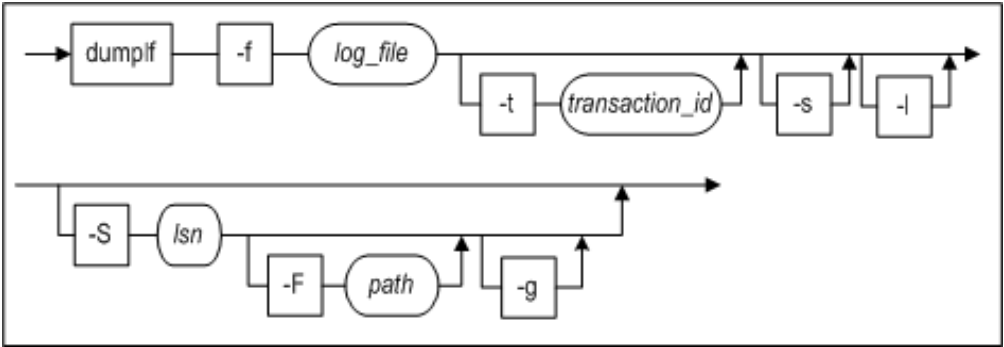 dumplf -f log_file
-t transaction_id -s -l
-S lsn
-F path -g